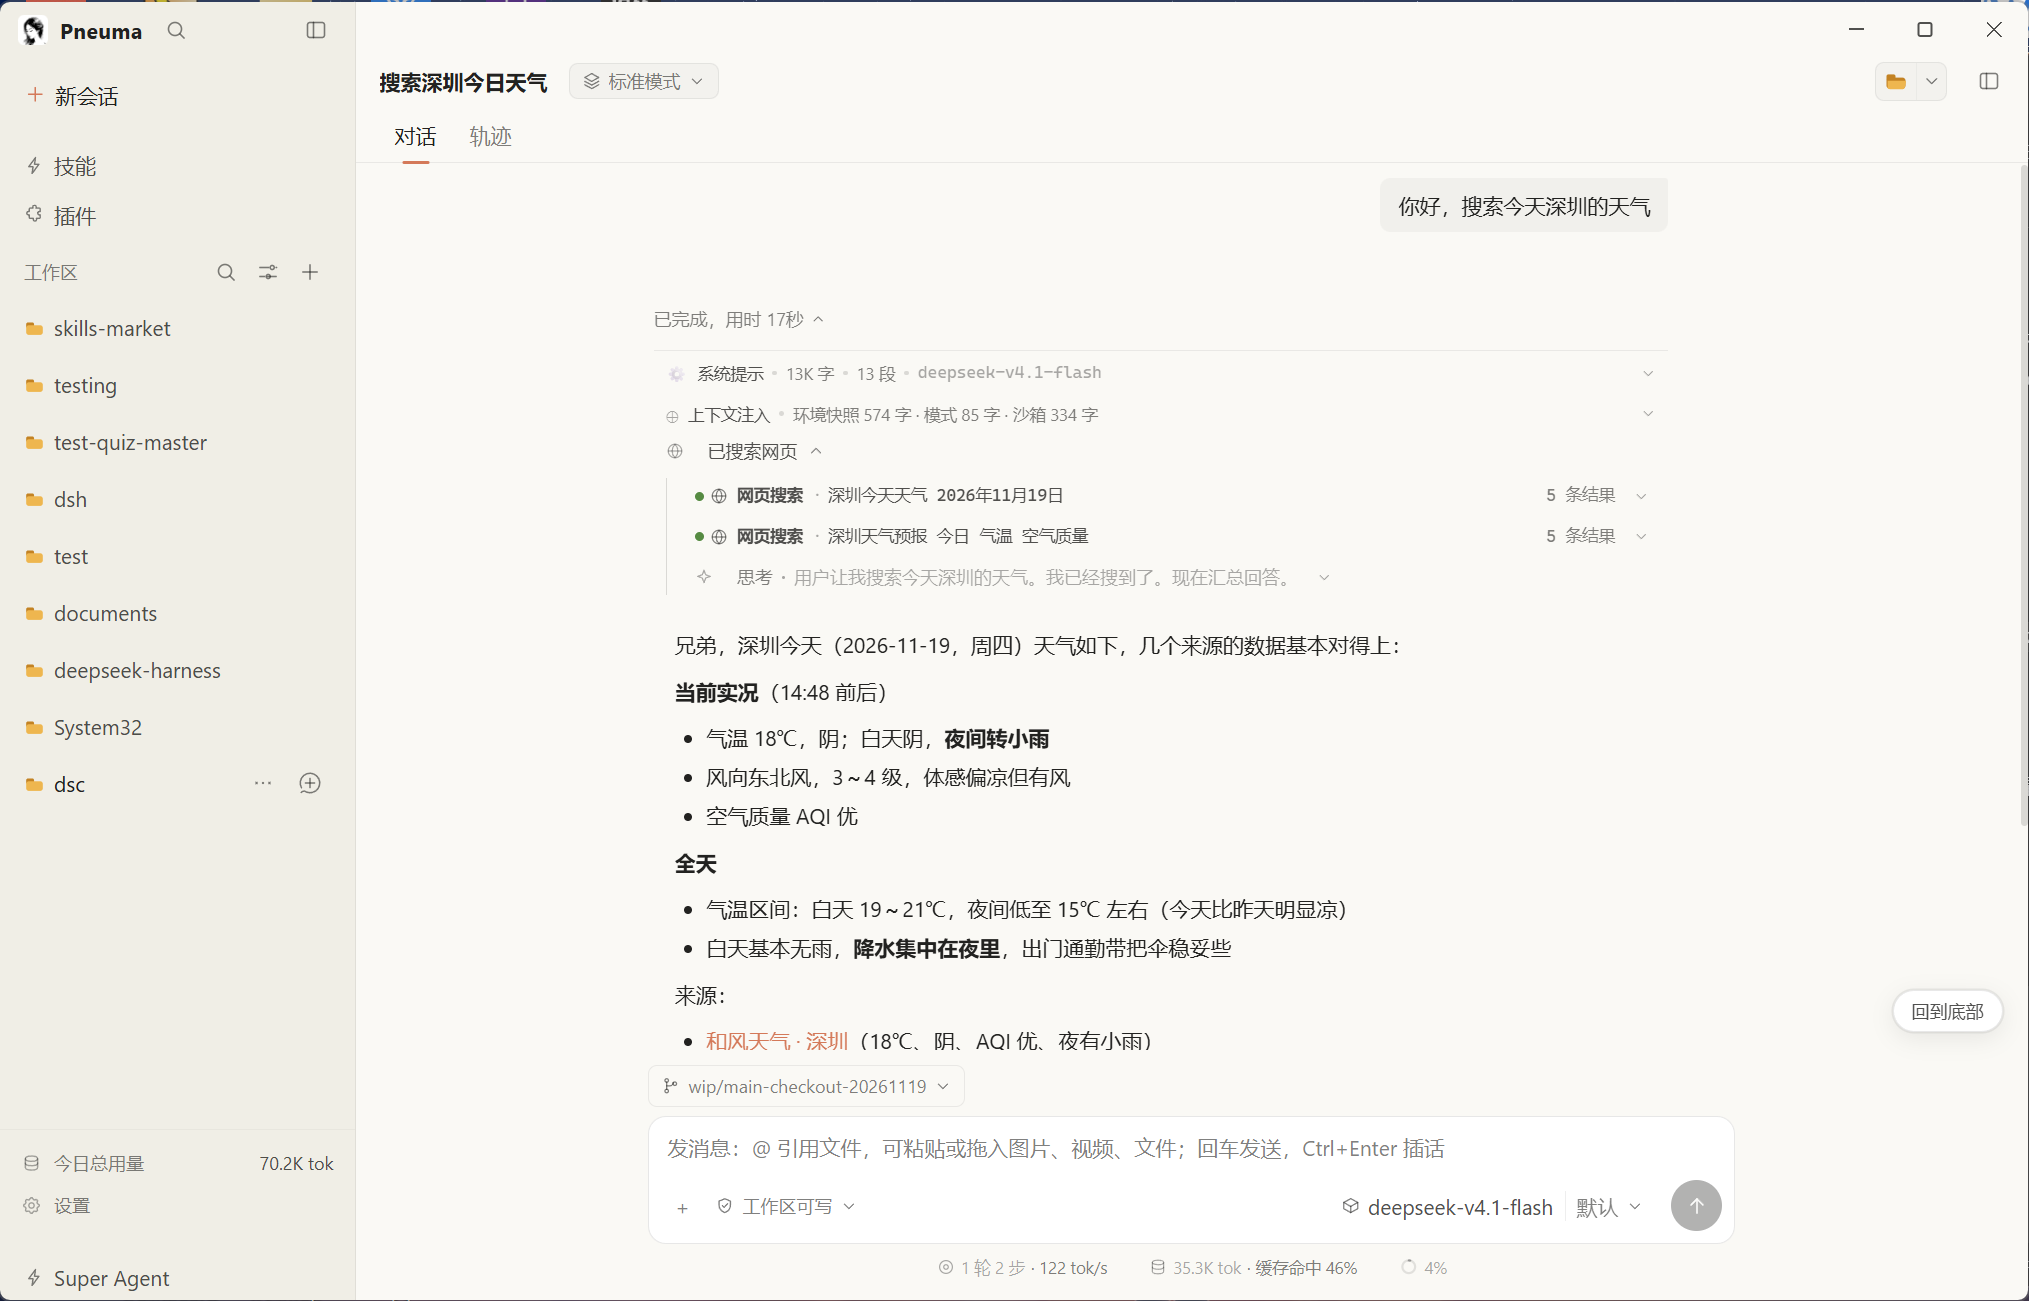 Pneuma
新会话
技能
插件
工作区
skills-market
testing
test-quiz-master
dsh
test
documents
deepseek-harness
System32
dsc
今日总用量 70.2K tok
设置
Super Agent
搜索深圳今日天气 标准模式
对话 轨迹
你好，搜索今天深圳的天气
已完成，用时 17秒
系统提示 · 13K 字 · 13 段 · deepseek-v4.1-flash
上下文注入 · 环境快照 574 字 · 模式 85 字 · 沙箱 334 字
已搜索网页
网页搜索 · 深圳今天天气 2026年11月19日 5 条结果
网页搜索 · 深圳天气预报 今日 气温 空气质量 5 条结果
思考 · 用户让我搜索今天深圳的天气。我已经搜到了。现在汇总回答。
兄弟，深圳今天（2026-11-19，周四）天气如下，几个来源的数据基本对得上：
当前实况（14:48 前后）
• 气温 18℃，阴；白天阴，夜间转小雨
• 风向东北风，3～4 级，体感偏凉但有风
• 空气质量 AQI 优
全天
• 气温区间：白天 19～21℃，夜间低至 15℃ 左右（今天比昨天明显凉）
• 白天基本无雨，降水集中在夜里，出门通勤带把伞稳妥些
来源：
• 和风天气 · 深圳（18℃、阴、AQI 优、夜有小雨）
回到底部
wip/main-checkout-20261119
发消息：@ 引用文件，可粘贴或拖入图片、视频、文件；回车发送，Ctrl+Enter 插话
工作区可写 deepseek-v4.1-flash 默认
1 轮 2 步 · 122 tok/s 35.3K tok · 缓存命中 46% 4%